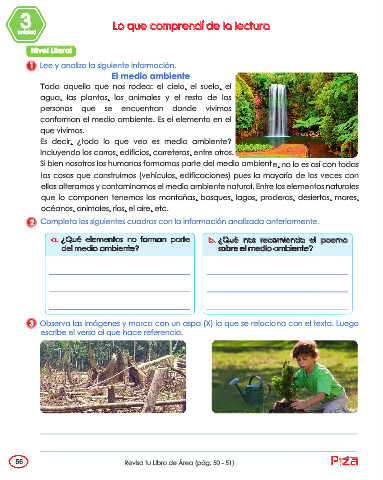 3
unidad
Lo que comprendí de la lectura
Nivel Literal
1 Lee y analiza la siguiente información.
El medio ambiente
Todo aquello que nos rodea: el cielo, el suelo, el
agua, las plantas, los animales y el resto de las
personas que se encuentran donde vivimos
conforman el medio ambiente. Es el elemento en el
que vivimos.
Es decir, ¿todo lo que veo es medio ambiente?
Incluyendo los carros, edificios, carreteras, entre otros.
Si bien nosotros los humanos formamos parte del medio ambiente, no lo es así con todas
las cosas que construimos (vehículos, edificaciones) pues la mayoría de las veces con
ellas alteramos y contaminamos el medio ambiente natural. Entre los elementos naturales
que lo componen tenemos las montañas, bosques, lagos, praderas, desiertos, mares,
océanos, animales, ríos, el aire, etc.
2 Completa los siguientes cuadros con la información analizada anteriormente.
a. ¿Qué elementos no forman parte
del medio ambiente?
b. ¿Qué nos recomienda el poema
sobre el medio ambiente?
3 Observa las imágenes y marca con un aspa (X) la que se relaciona con el texto. Luego
escribe el verso al que hace referencia.
56
Revisa tu Libro de Área (pág. 50 - 51)